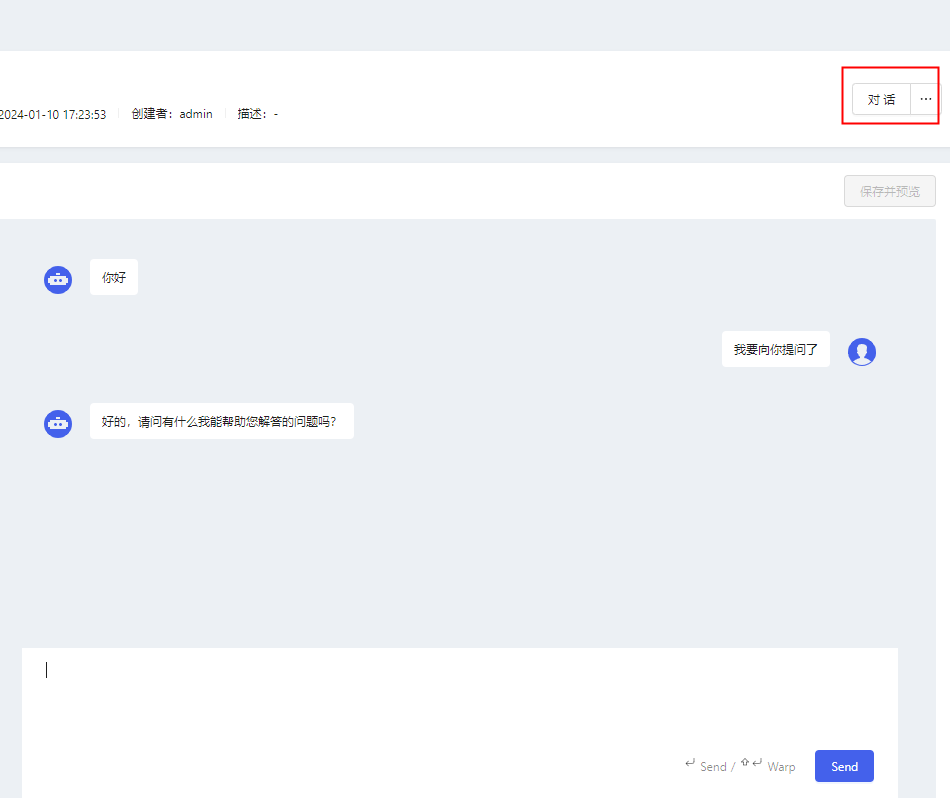 对 话 ···
2024-01-10 17:23:53 创建者：admin 描述：-
保存并预览
你好
我要向你提问了
好的，请问有什么我能帮助您解答的问题吗？
Send / Warp Send